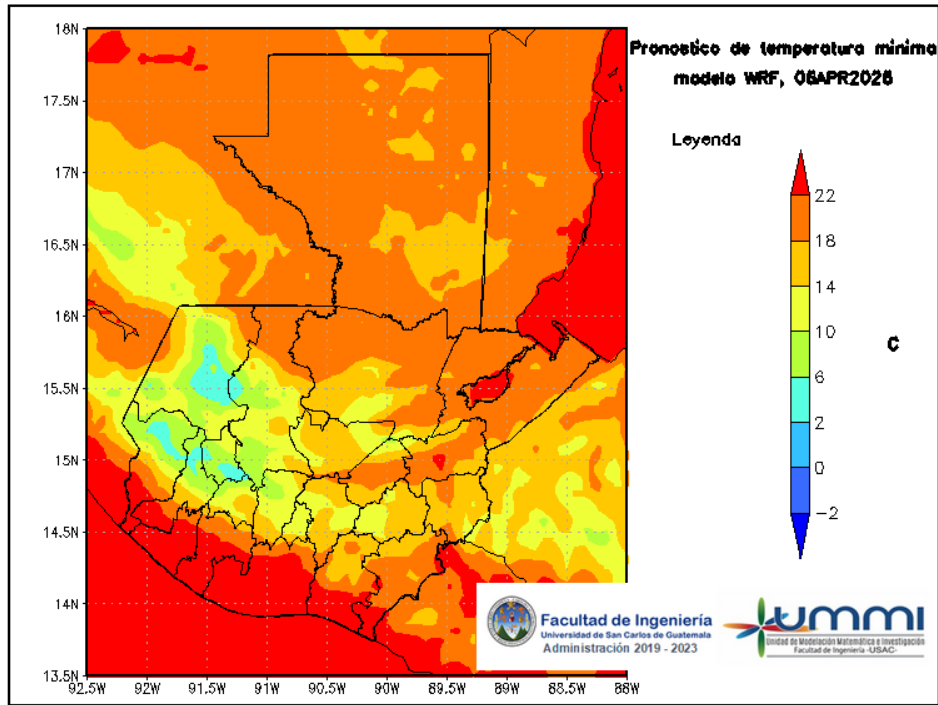 Pronostico de temperatura minima
modelo WRF, 06APR2026
Leyenda
22
18
14
10
6
2
0
−2
C
18N
17.5N
17N
16.5N
16N
15.5N
15N
14.5N
14N
13.5N
92.5W
92W
91.5W
91W
90.5W
90W
89.5W
89W
88.5W
88W
Facultad de Ingeniería
Universidad de San Carlos de Guatemala
Administración 2019 - 2023
ummi
Unidad de Modelación Matemática e Investigación
Facultad de Ingeniería -USAC-